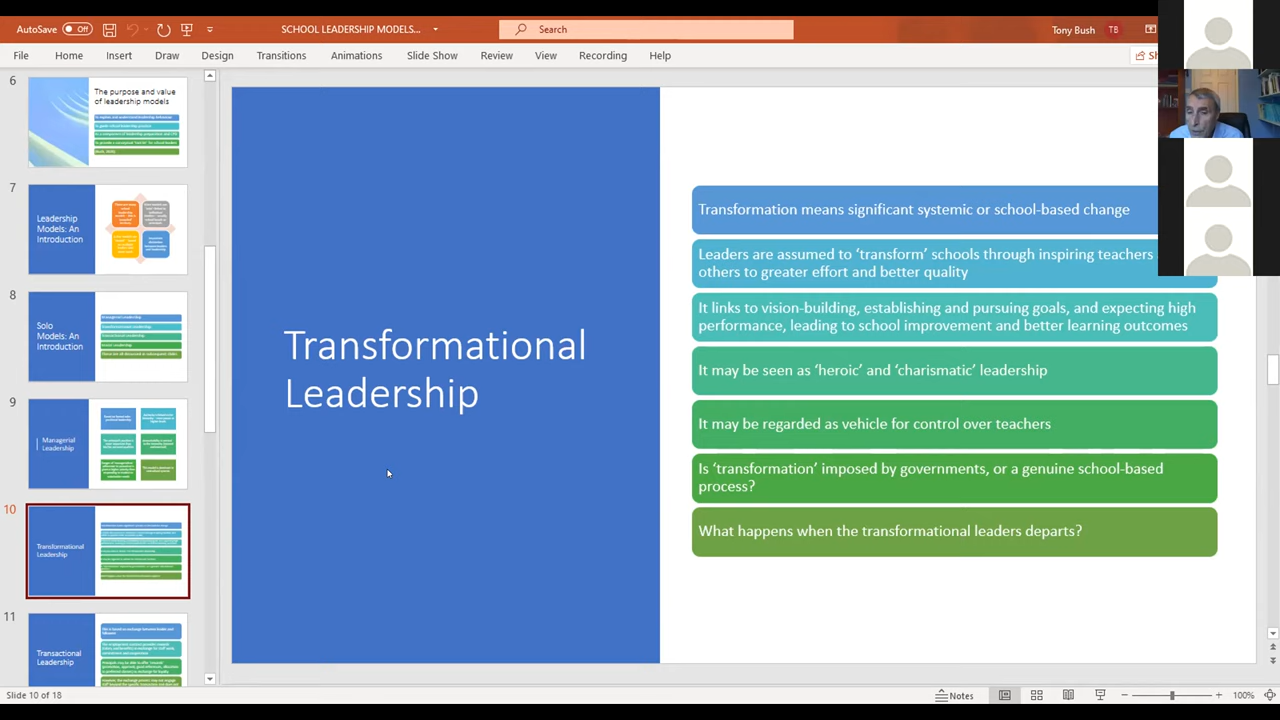 AutoSave Off
SCHOOL LEADERSHIP MODELS...
Search
Tony Bush TB
File Home Insert Draw Design Transitions Animations Slide Show Review View Recording Help
6
The purpose and value
of leadership models
7
Leadership
Models: An
Introduction
8
Solo
Models: An
Introduction
9
Managerial
Leadership
10
Transformational
Leadership
11
Transactional
Leadership
Transformational
Leadership
Transformation means significant systemic or school-based change
Leaders are assumed to ‘transform’ schools through inspiring teachers
others to greater effort and better quality
It links to vision-building, establishing and pursuing goals, and expecting high
performance, leading to school improvement and better learning outcomes
It may be seen as ‘heroic’ and ‘charismatic’ leadership
It may be regarded as vehicle for control over teachers
Is ‘transformation’ imposed by governments, or a genuine school-based
process?
What happens when the transformational leaders departs?
Slide 10 of 18
Notes
100%